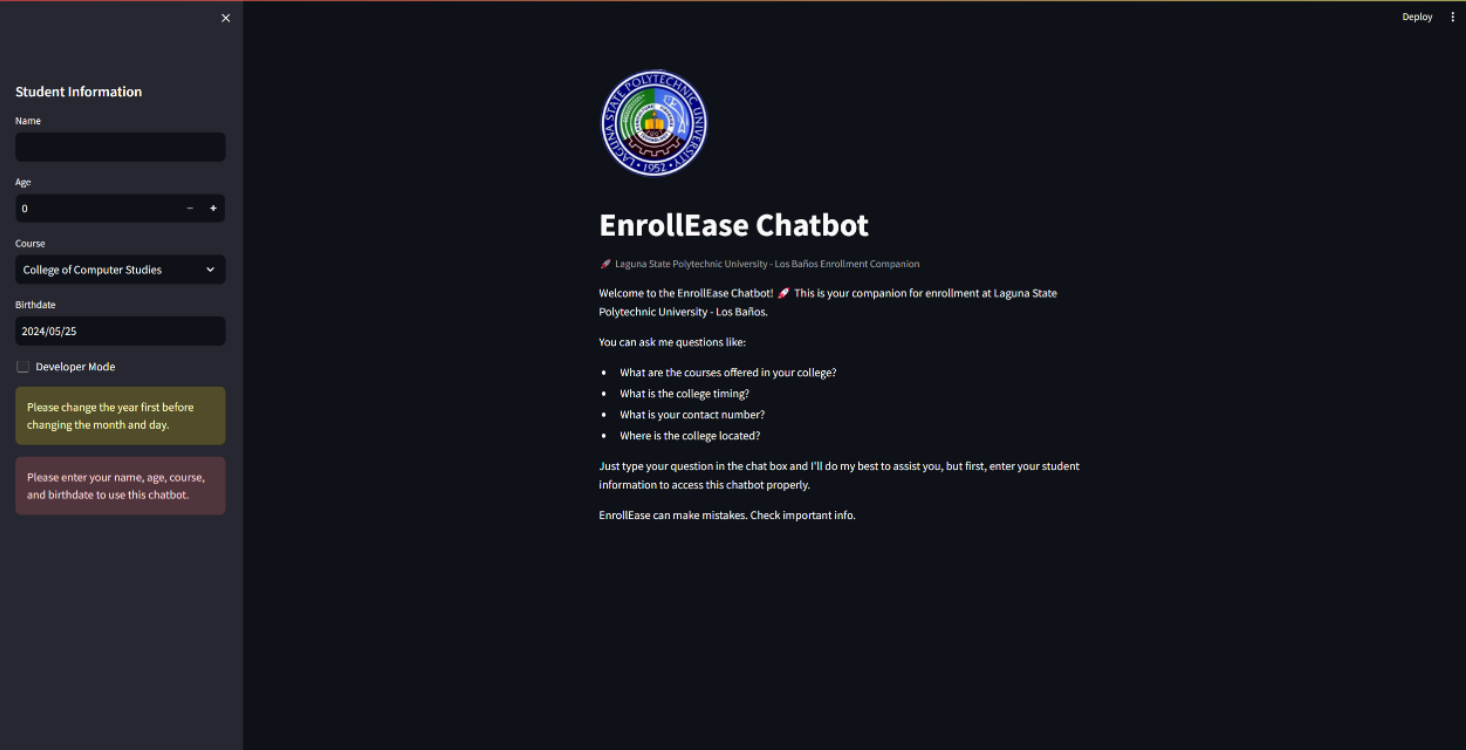 Deploy
Student Information
Name
Age
0
Course
College of Computer Studies
Birthdate
2024/05/25
Developer Mode
Please change the year first before
changing the month and day.
Please enter your name, age, course,
and birthdate to use this chatbot.
LAGUNA STATE POLYTECHNIC UNIVERSITY
1952
EnrollEase Chatbot
🚀 Laguna State Polytechnic University - Los Baños Enrollment Companion
Welcome to the EnrollEase Chatbot! 🚀 This is your companion for enrollment at Laguna State
Polytechnic University - Los Baños.
You can ask me questions like:
• What are the courses offered in your college?
• What is the college timing?
• What is your contact number?
• Where is the college located?
Just type your question in the chat box and I'll do my best to assist you, but first, enter your student
information to access this chatbot properly.
EnrollEase can make mistakes. Check important info.